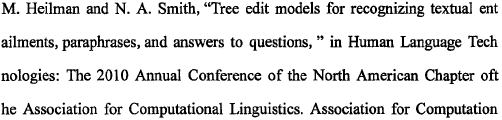 M. Heilman and N. A. Smith, “Tree edit models for recognizing textual ent
ailments, paraphrases, and answers to questions, ” in Human Language Tech
nologies: The 2010 Annual Conference of the North American Chapter oft
he Association for Computational Linguistics. Association for Computation